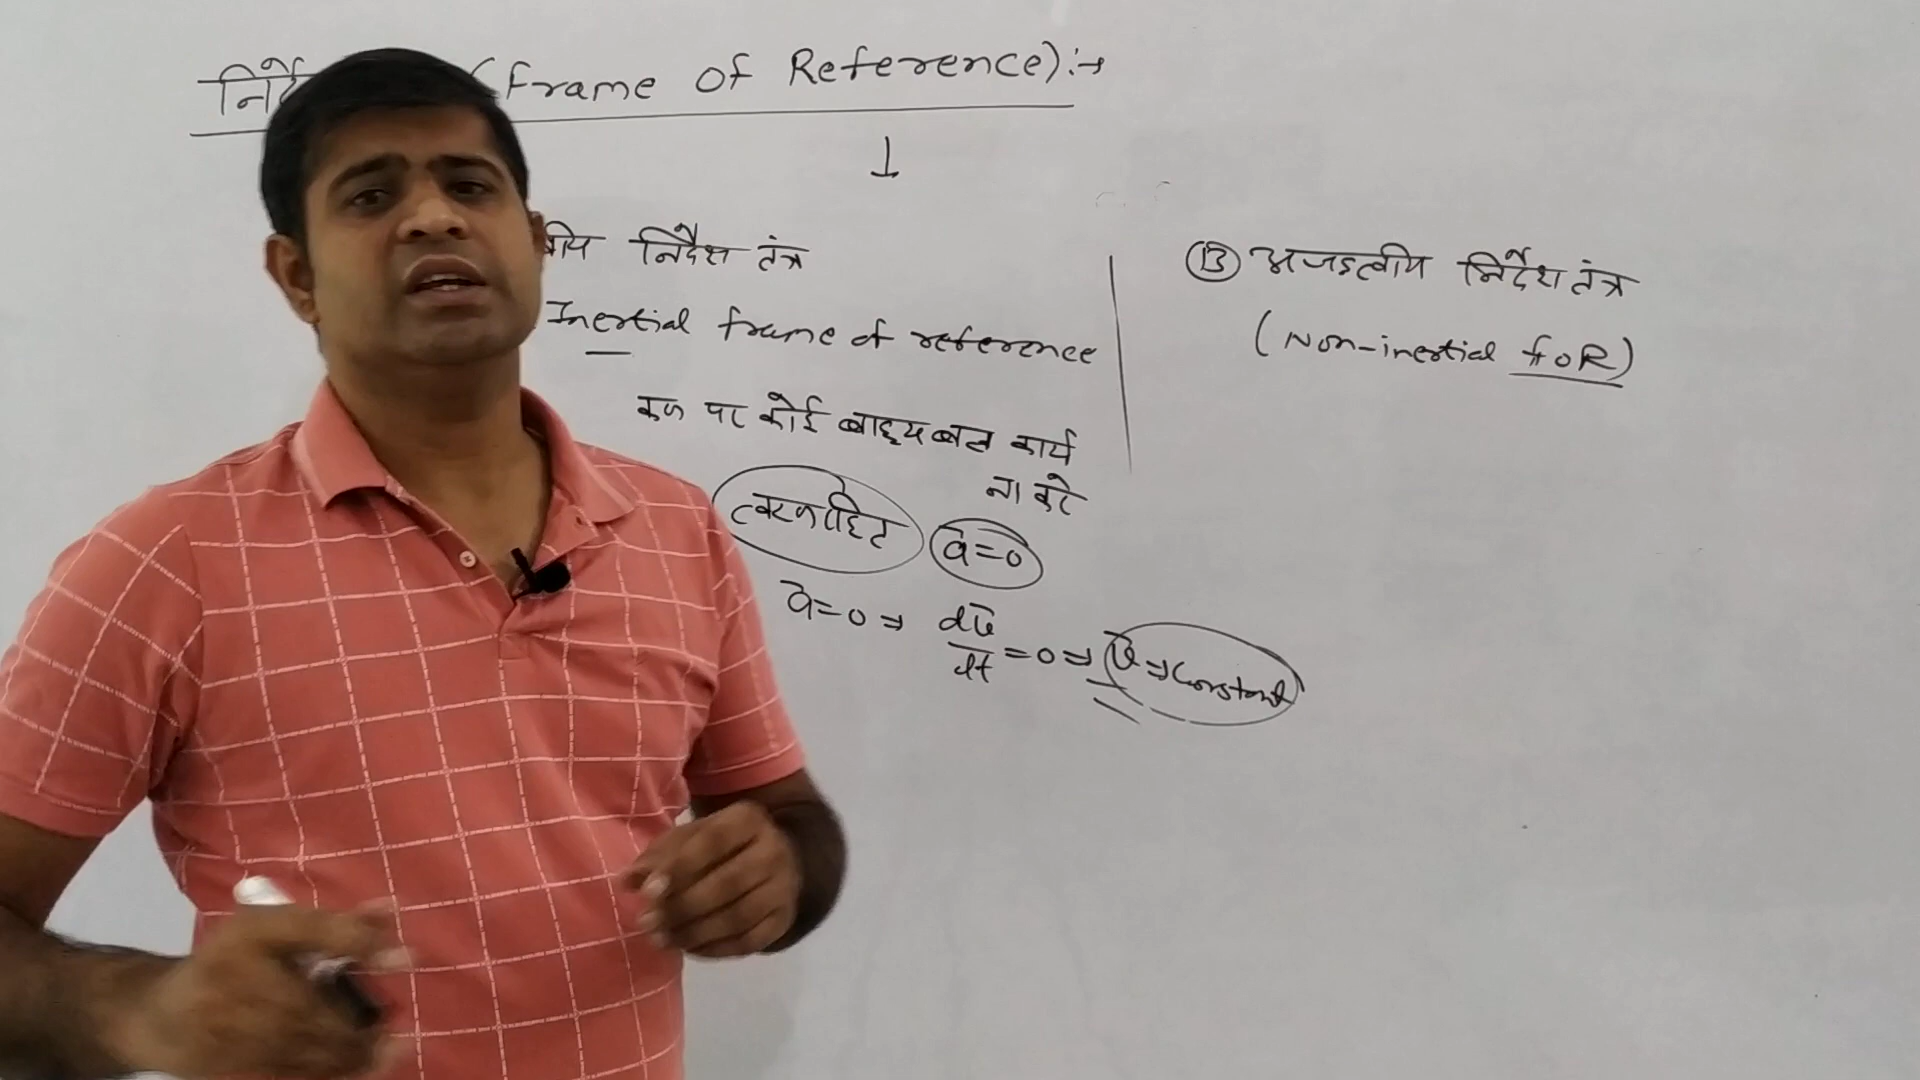 (Frame of Reference):→
निर्देश तंत्र
Inertial frame of reference
कण पर कोई बाह्य बल कार्य
ना करे
त्वरणरहित a⃗=0
a⃗=0 ⇒ dv⃗/dt =0 ⇒ v⃗ ⇒ constant
(B) अजड़त्वीय निर्देश तंत्र
(Non-inertial foR)